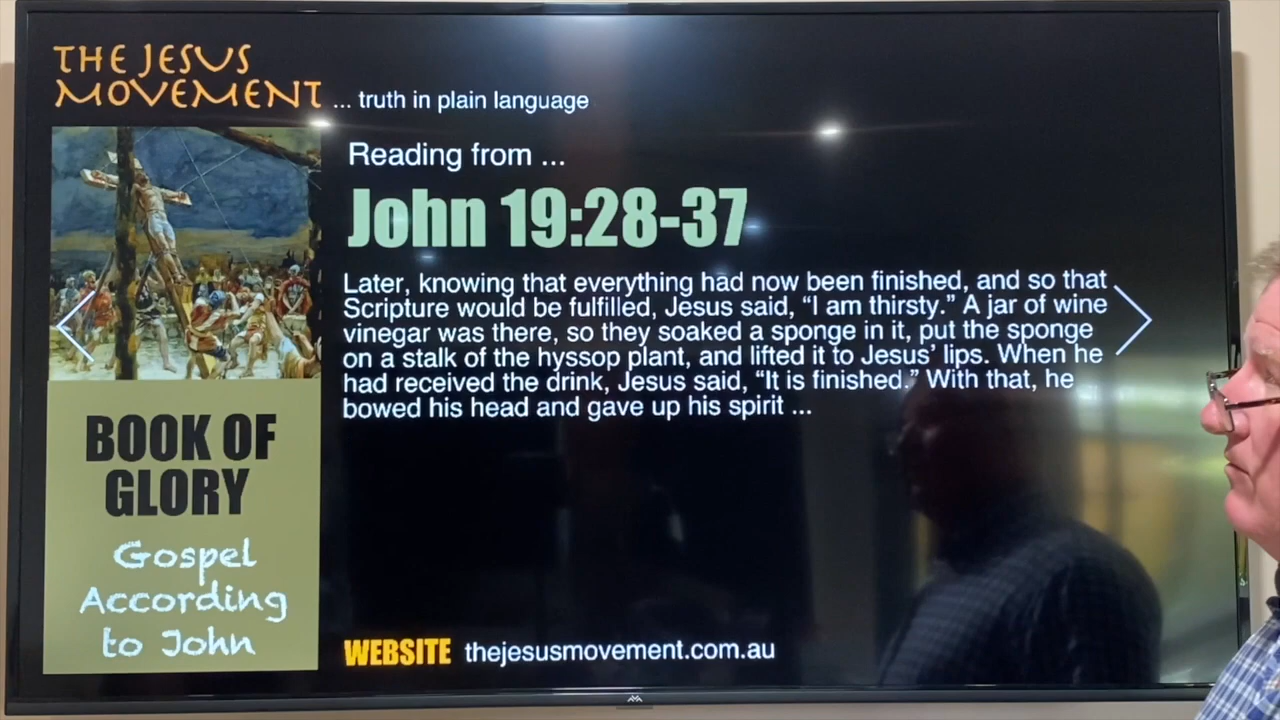 THE JESUS
MOVEMENT ... truth in plain language
Reading from ...
John 19:28-37
Later, knowing that everything had now been finished, and so that
Scripture would be fulfilled, Jesus said, “I am thirsty.” A jar of wine
vinegar was there, so they soaked a sponge in it, put the sponge
on a stalk of the hyssop plant, and lifted it to Jesus’ lips. When he
had received the drink, Jesus said, “It is finished.” With that, he
bowed his head and gave up his spirit ...
BOOK OF
GLORY
Gospel
According
to John
WEBSITE thejesusmovement.com.au